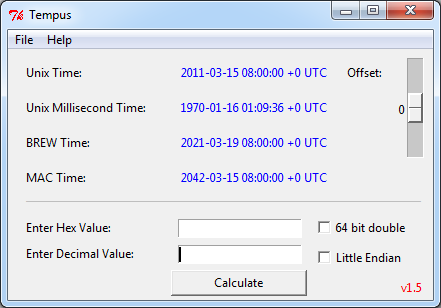 Tempus
File Help
Unix Time: 2011-03-15 08:00:00 +0 UTC Offset:
Unix Millisecond Time: 1970-01-16 01:09:36 +0 UTC 0
BREW Time: 2021-03-19 08:00:00 +0 UTC
MAC Time: 2042-03-15 08:00:00 +0 UTC
Enter Hex Value: 64 bit double
Enter Decimal Value: Little Endian
Calculate
v1.5